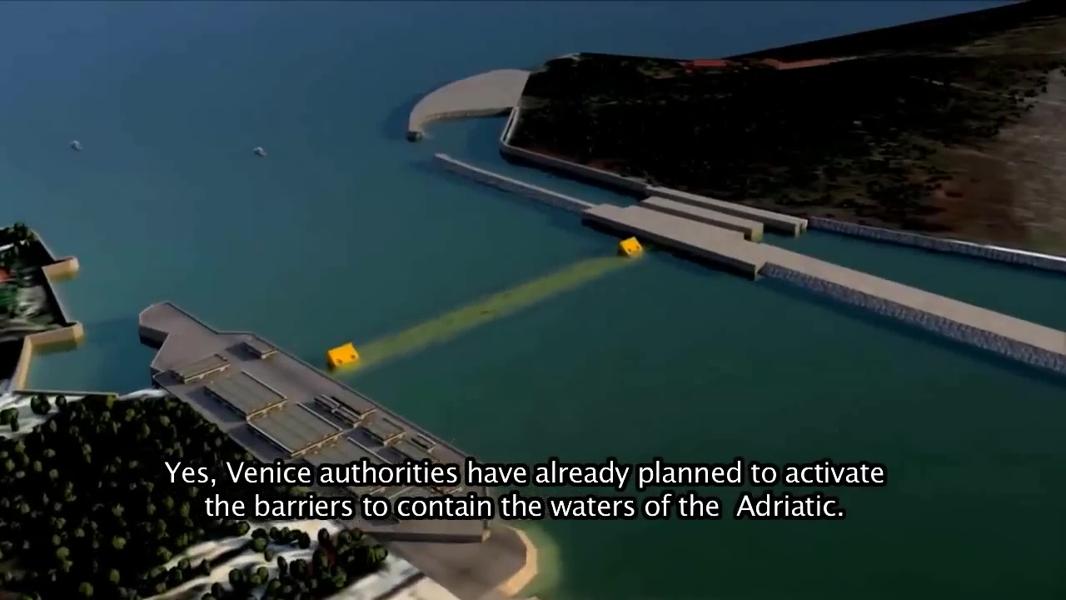 Yes, Venice authorities have already planned to activate
the barriers to contain the waters of the  Adriatic.